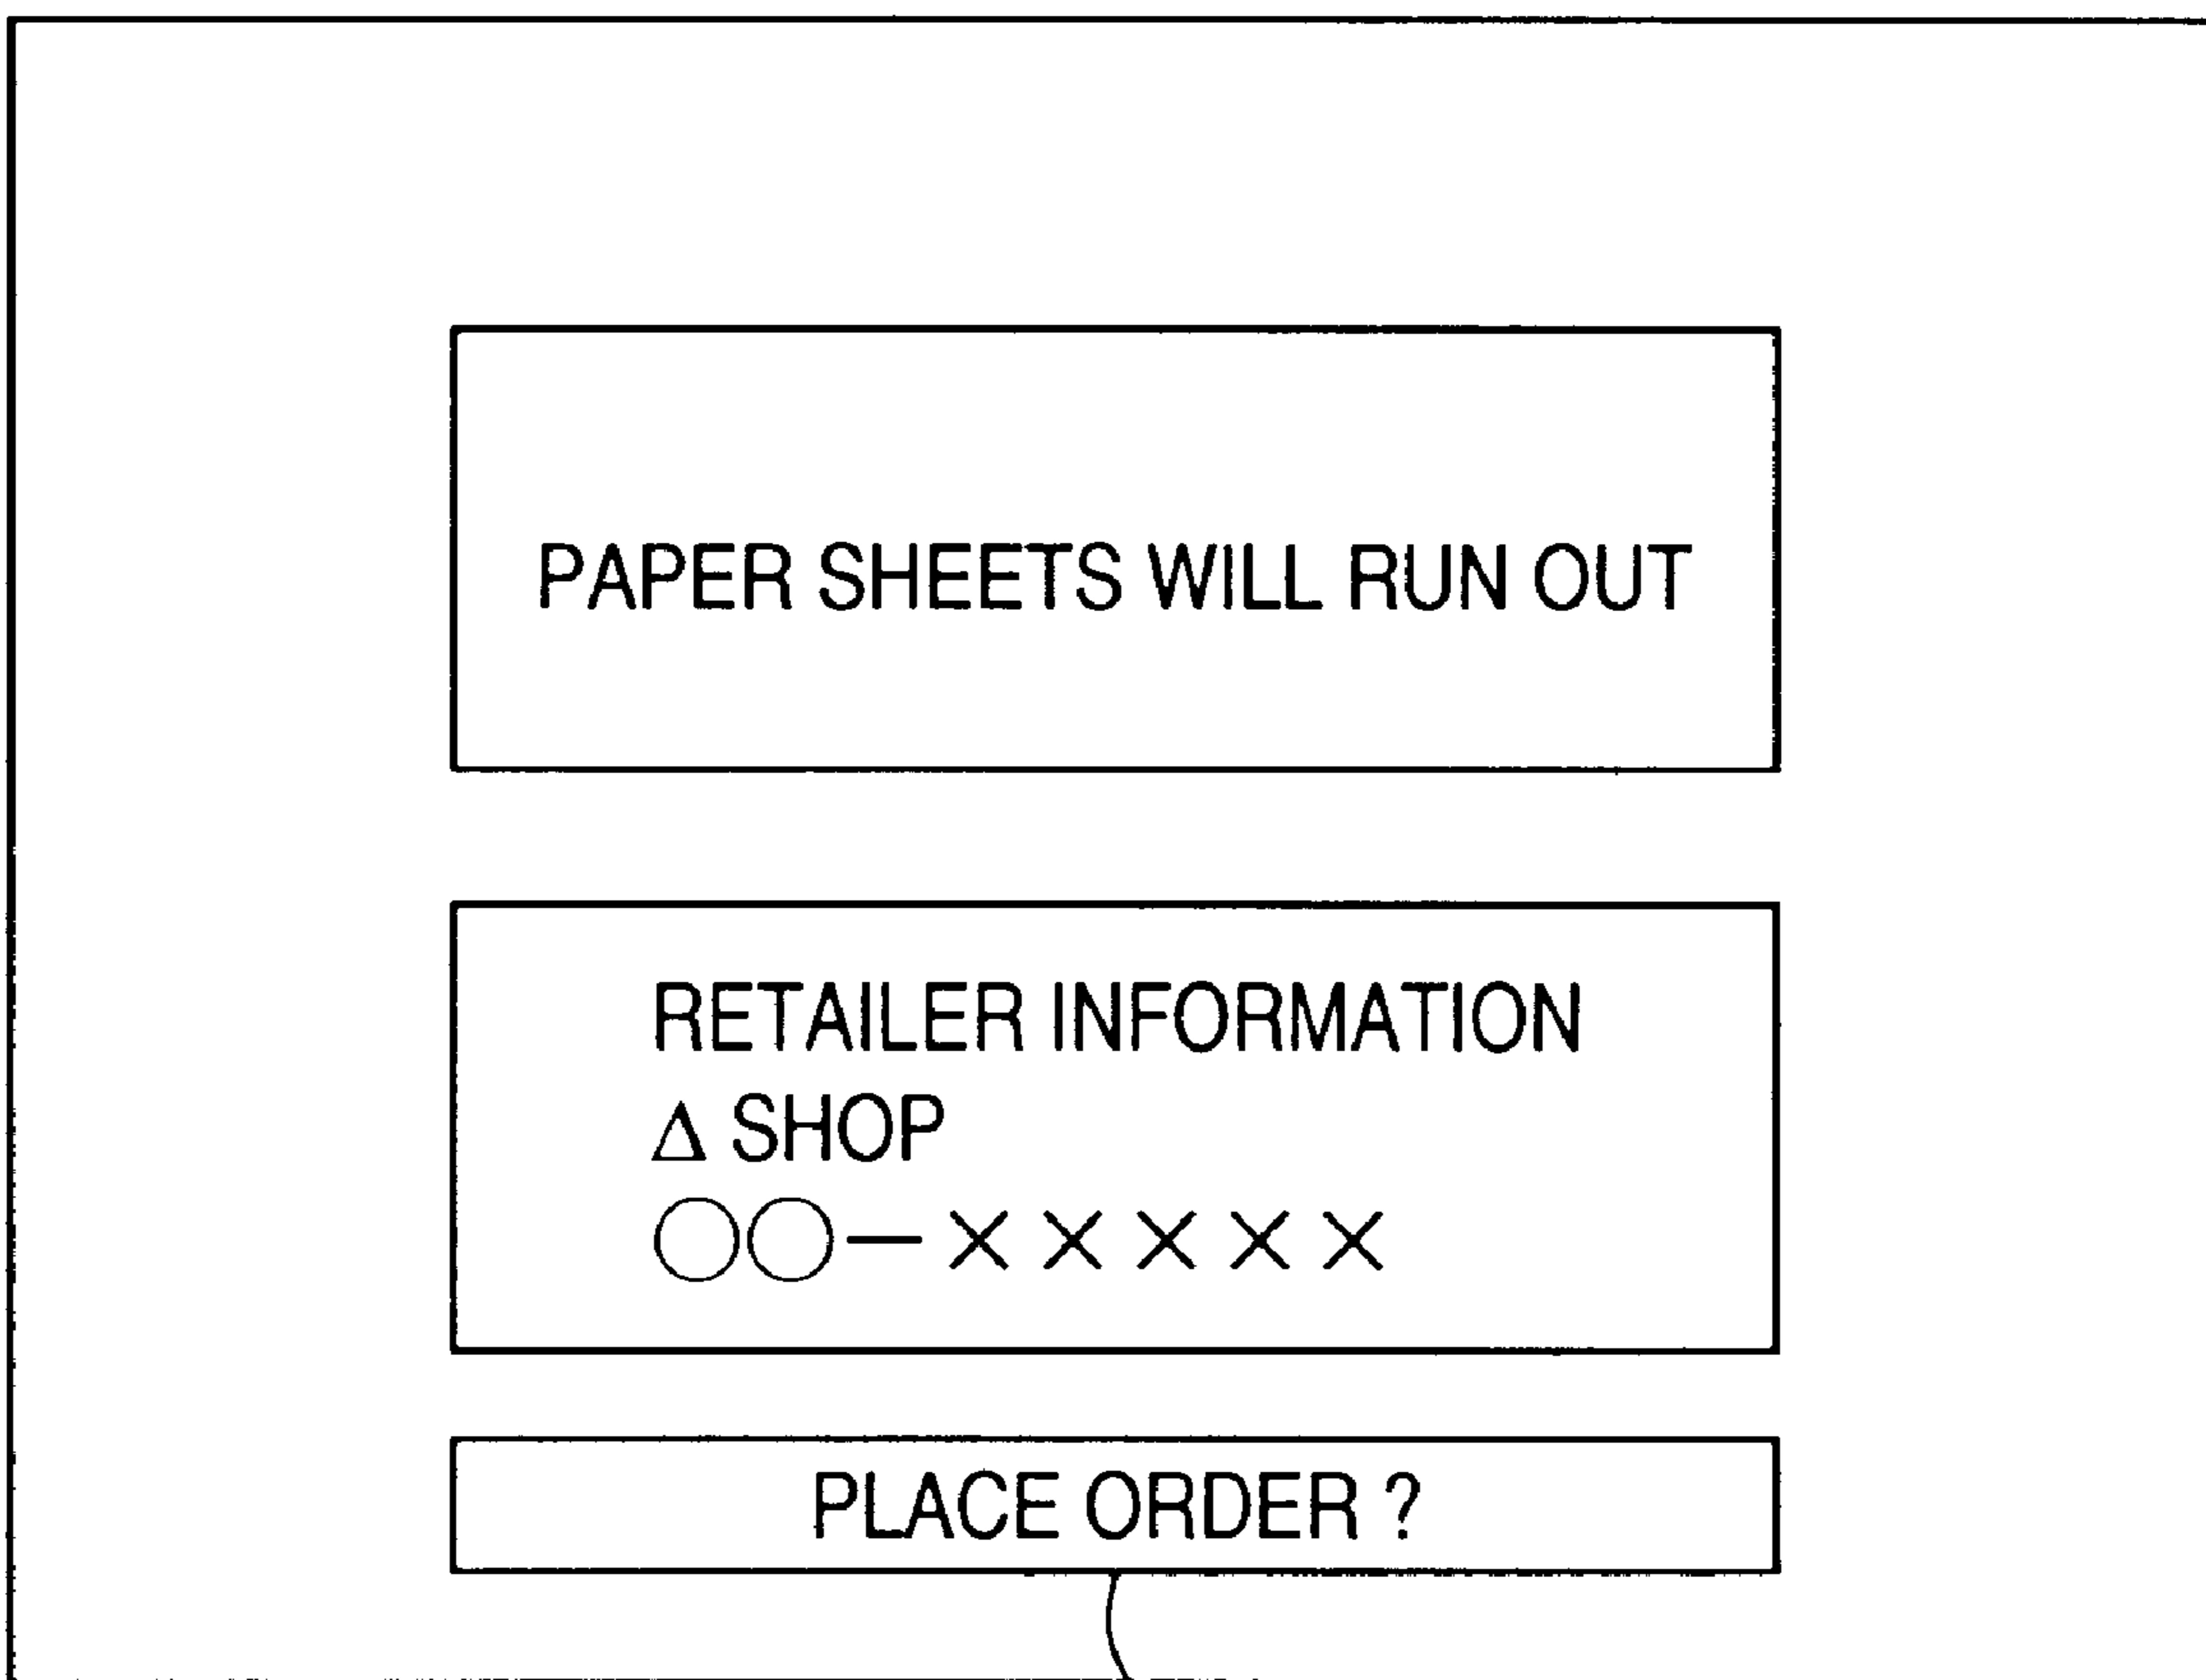 PAPER SHEETS WILL RUN OUT
RETAILER INFORMATION
Δ SHOP
○○—×××××
PLACE ORDER ?